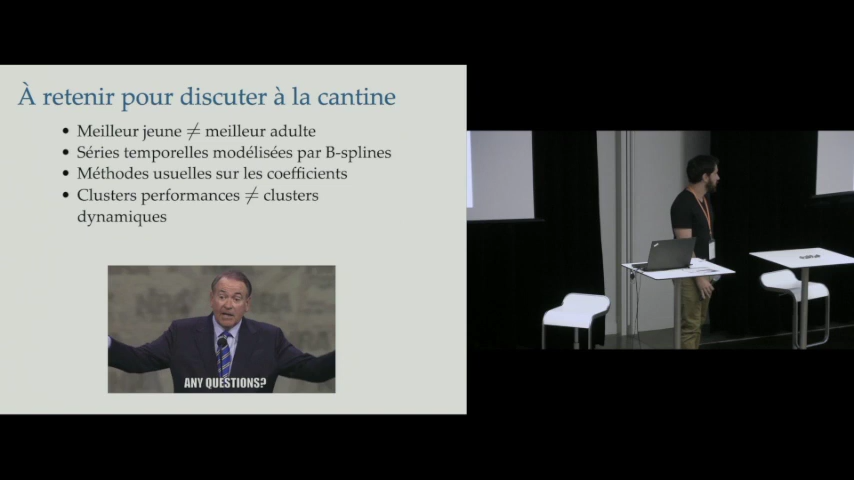 À retenir pour discuter à la cantine
• Meilleur jeune ≠ meilleur adulte
• Séries temporelles modélisées par B-splines
• Méthodes usuelles sur les coefficients
• Clusters performances ≠ clusters
dynamiques
ANY QUESTIONS?